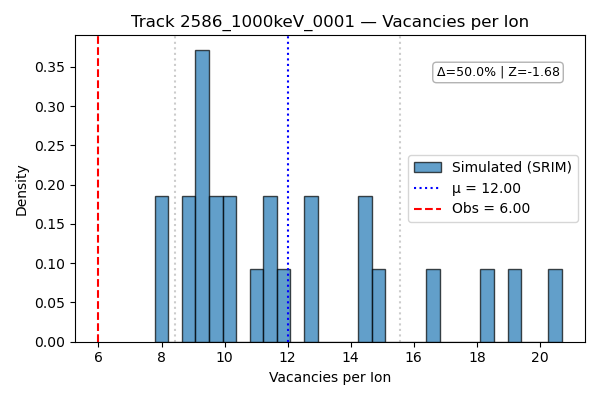 Track 2586_1000keV_0001 — Vacancies per Ion
Δ=50.0% | Z=-1.68
Simulated (SRIM)
μ = 12.00
Obs = 6.00
Density
0.35
0.30
0.25
0.20
0.15
0.10
0.05
0.00
6 8 10 12 14 16 18 20
Vacancies per Ion